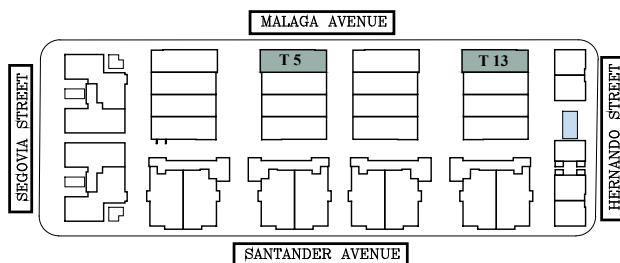 MALAGA AVENUE
T 5
T 13
SEGOVIA STREET
HERNANDO STREET
SANTANDER AVENUE